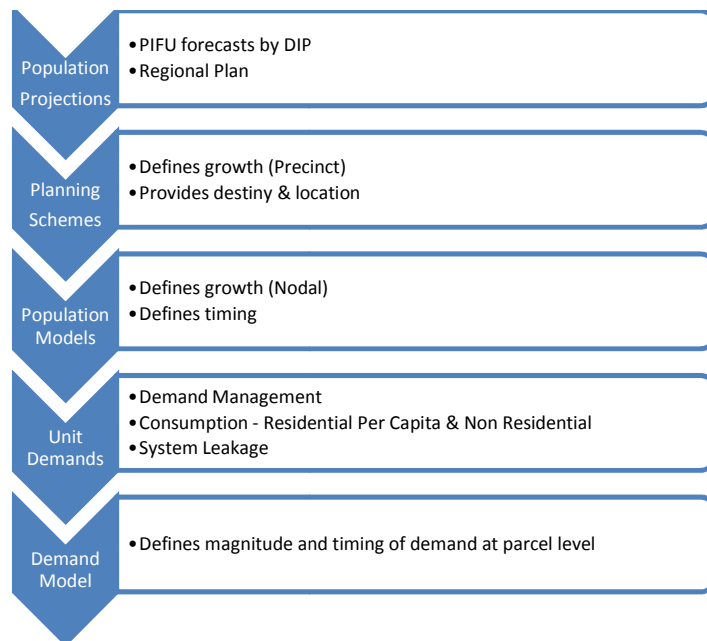 Population
Projections
•PIFU forecasts by DIP
•Regional Plan
Planning
Schemes
•Defines growth (Precinct)
•Provides destiny & location
Population
Models
•Defines growth (Nodal)
•Defines timing
Unit
Demands
•Demand Management
•Consumption - Residential Per Capita & Non Residential
•System Leakage
Demand
Model
•Defines magnitude and timing of demand at parcel level